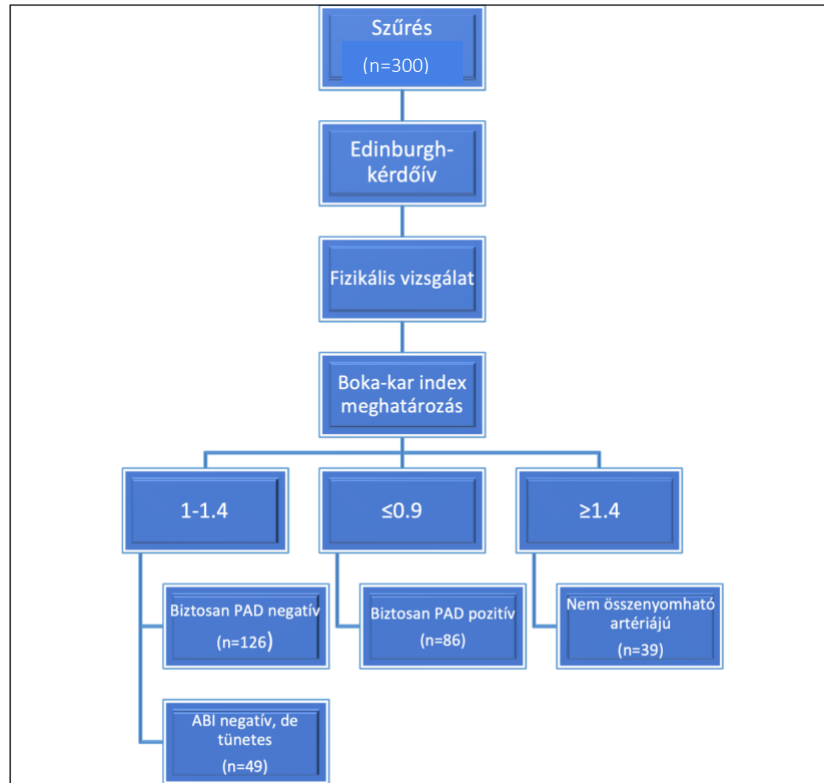 Szűrés
(n=300)
Edinburgh-
kérdőív
Fizikális vizsgálat
Boka-kar index
meghatározás
1-1.4
≤0.9
≥1.4
Biztosan PAD negatív
(n=126)
Biztosan PAD pozitív
(n=86)
Nem összenyomható
artériájú
(n=39)
ABI negatív, de
tünetes
(n=49)